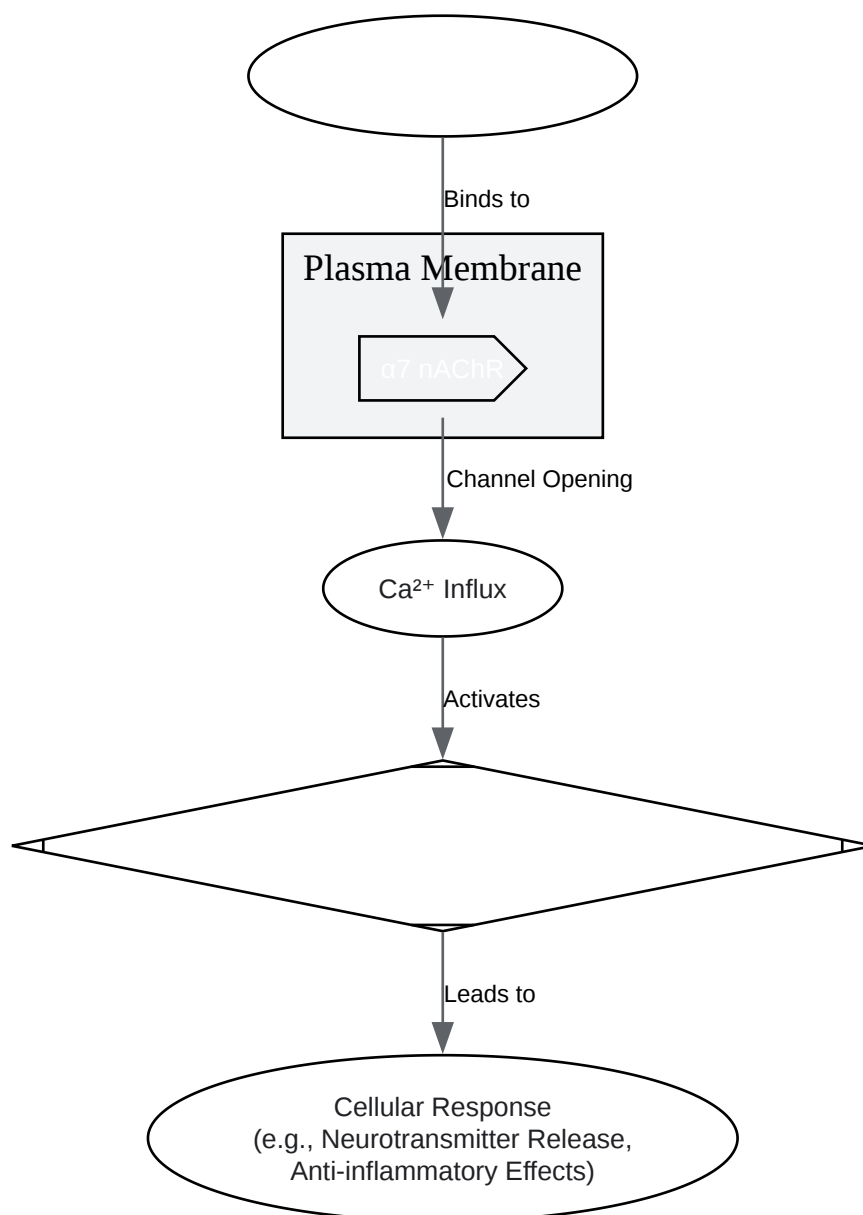 Binds to
Plasma Membrane
α7 nAChR
Channel Opening
Ca²⁺ Influx
Activates
Leads to
Cellular Response
(e.g., Neurotransmitter Release,
Anti-inflammatory Effects)